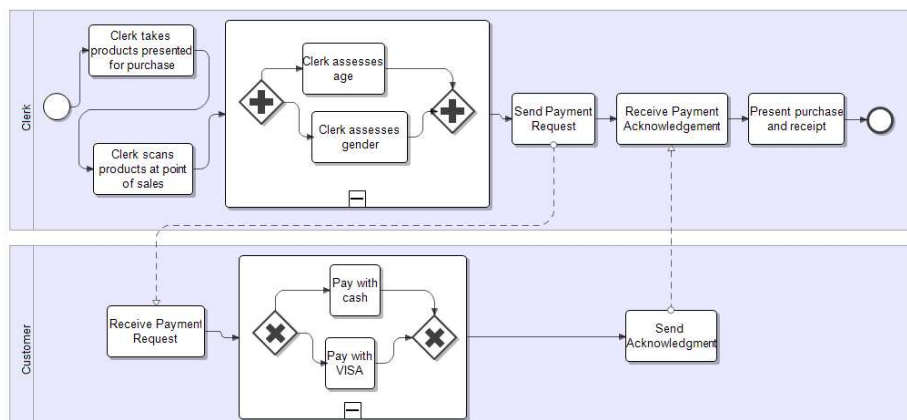 Clerk
Clerk takes
products presented
for purchase
Clerk scans
products at point
of sales
Clerk assesses
age
Clerk assesses
gender
Send Payment
Request
Receive Payment
Acknowledgement
Present purchase
and receipt
Customer
Receive Payment
Request
Pay with
cash
Pay with
VISA
Send
Acknowledgment